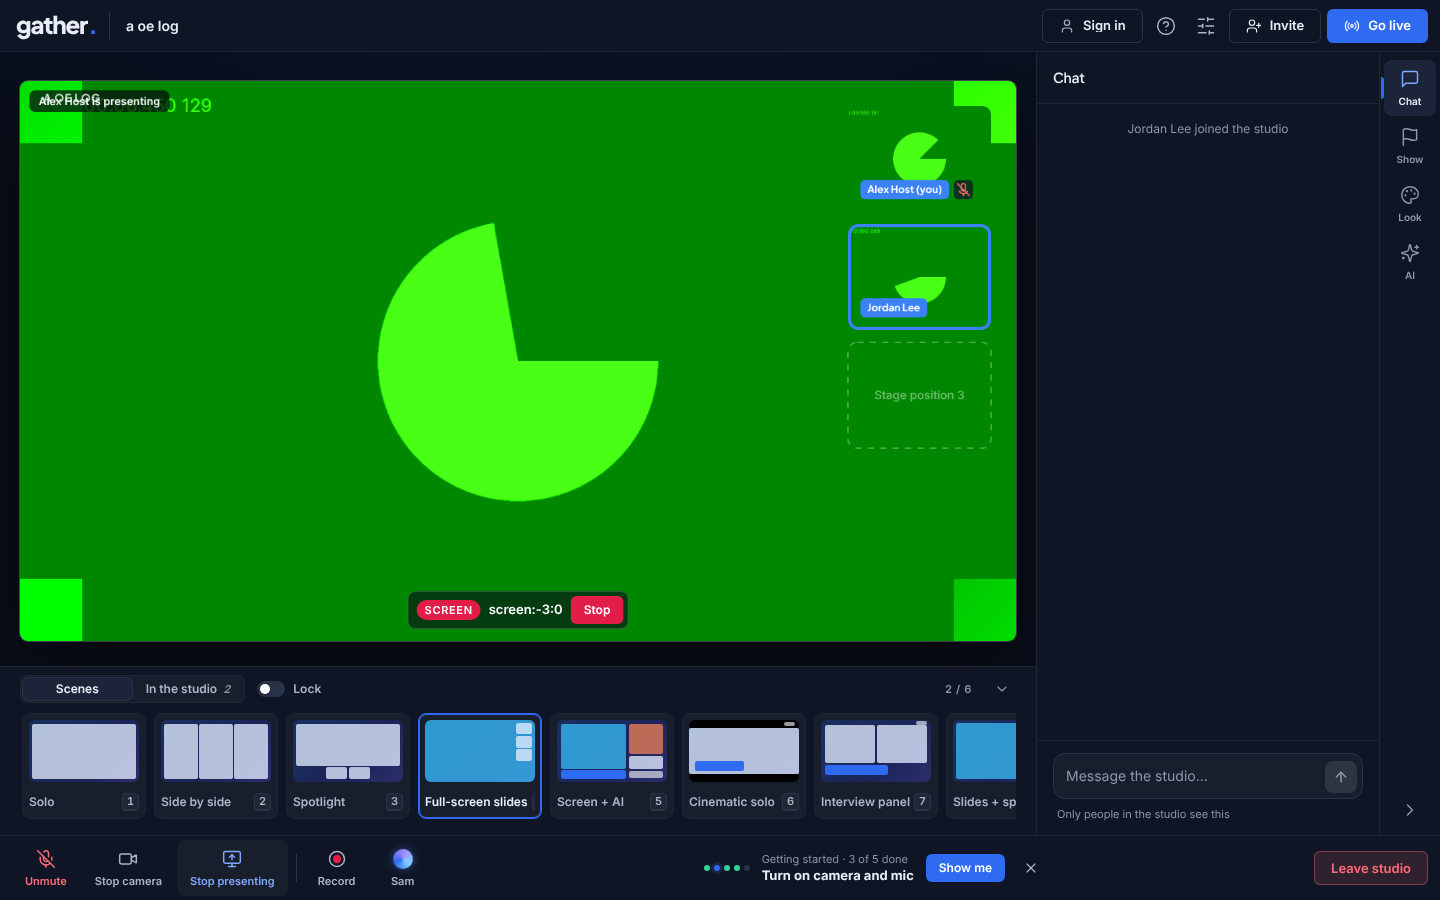 gather.
a oe log
Sign in
Invite
Go live
Alex Host is presenting
0 129
Alex Host (you)
Jordan Lee
Stage position 3
SCREEN
screen:-3:0
Stop
Chat
Jordan Lee joined the studio
Chat
Show
Look
AI
Scenes
In the studio 2
Lock
2 / 6
Solo 1
Side by side 2
Spotlight 3
Full-screen slides
Screen + AI 5
Cinematic solo 6
Interview panel 7
Slides + sp
Message the studio...
Only people in the studio see this
Unmute
Stop camera
Stop presenting
Record
Sam
Getting started · 3 of 5 done
Turn on camera and mic
Show me
Leave studio